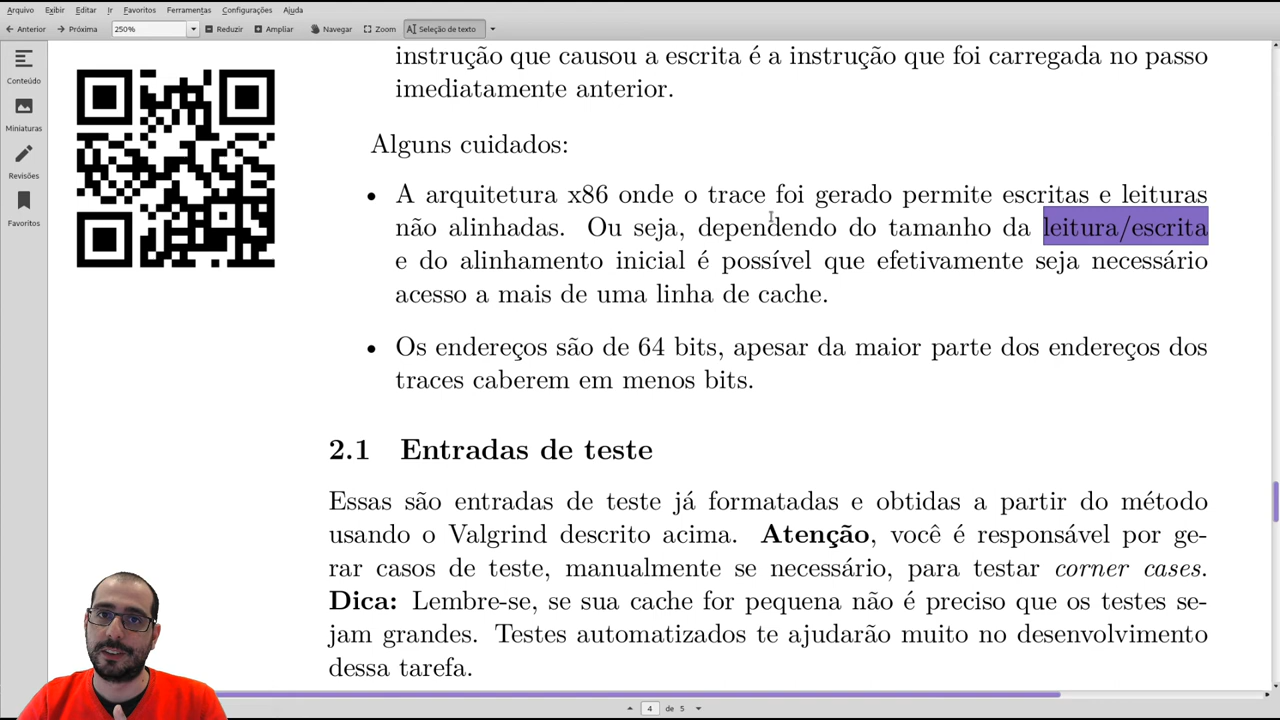 Arquivo Exibir Editar Ir Favoritos Ferramentas Configurações Ajuda
Anterior Próxima 250% Reduzir Ampliar Navegar Zoom Seleção de texto
Conteúdo
Miniaturas
Revisões
Favoritos
instrução que causou a escrita é a instrução que foi carregada no passo
imediatamente anterior.
Alguns cuidados:
• A arquitetura x86 onde o trace foi gerado permite escritas e leituras
não alinhadas. Ou seja, dependendo do tamanho da leitura/escrita
e do alinhamento inicial é possível que efetivamente seja necessário
acesso a mais de uma linha de cache.
• Os endereços são de 64 bits, apesar da maior parte dos endereços dos
traces caberem em menos bits.
2.1 Entradas de teste
Essas são entradas de teste já formatadas e obtidas a partir do método
usando o Valgrind descrito acima. Atenção, você é responsável por ge-
rar casos de teste, manualmente se necessário, para testar corner cases.
Dica: Lembre-se, se sua cache for pequena não é preciso que os testes se-
jam grandes. Testes automatizados te ajudarão muito no desenvolvimento
dessa tarefa.
4 de 5